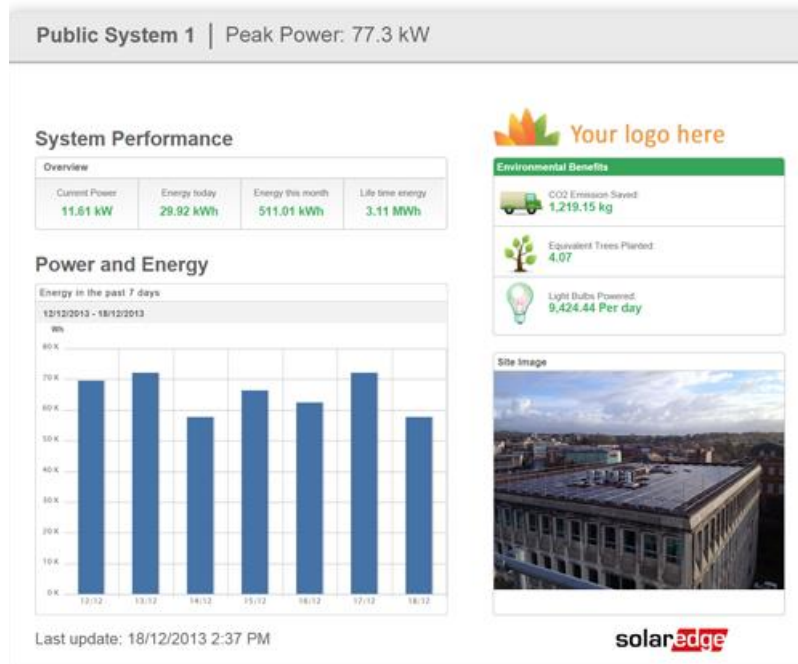 Public System 1 | Peak Power: 77.3 kW
System Performance
Overview
Current Power
Energy today
Energy this month
Life time energy
11.61 kW
29.92 kWh
511.01 kWh
3.11 MWh
Your logo here
Environmental Benefits
CO2 Emission Saved:
1,219.15 kg
Equivalent Trees Planted:
4.07
Light Bulbs Powered:
9,424.44 Per day
Power and Energy
Energy in the past 7 days
12/12/2013 - 18/12/2013
Wh
80 K
70 K
60 K
50 K
40 K
30 K
20 K
10 K
0 K
12/12
13/12
14/12
15/12
16/12
17/12
18/12
Site Image
Last update: 18/12/2013 2:37 PM
solaredge